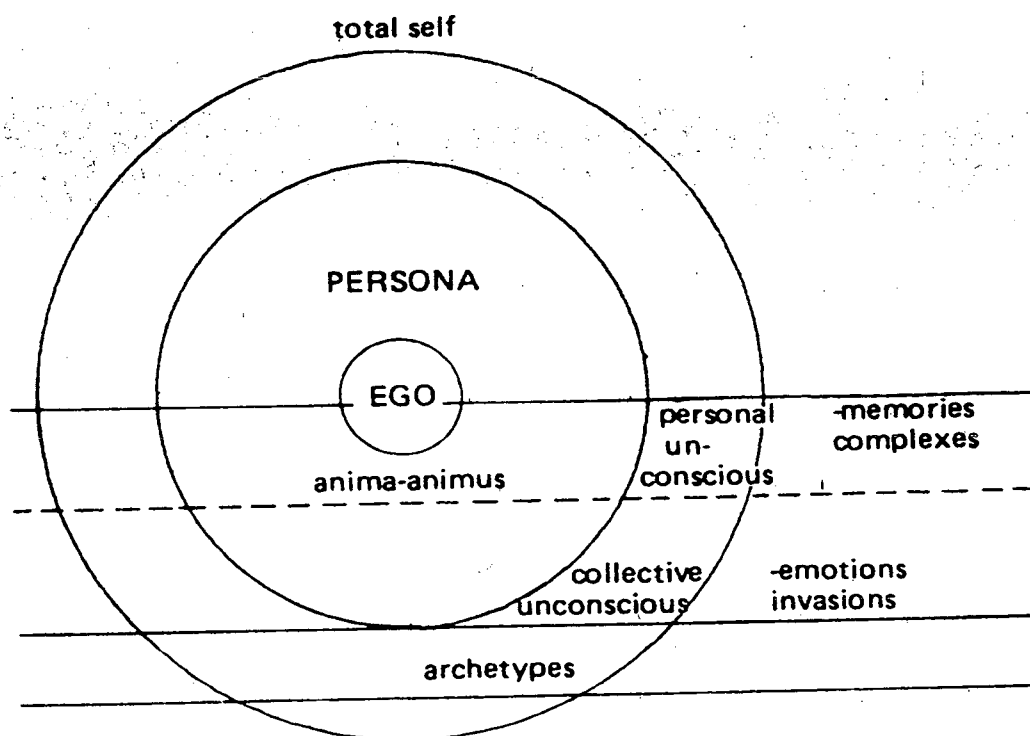 total self
PERSONA
EGO
personal
un-
conscious
-memories
complexes
anima-animus
collective
unconscious
-emotions
invasions
archetypes